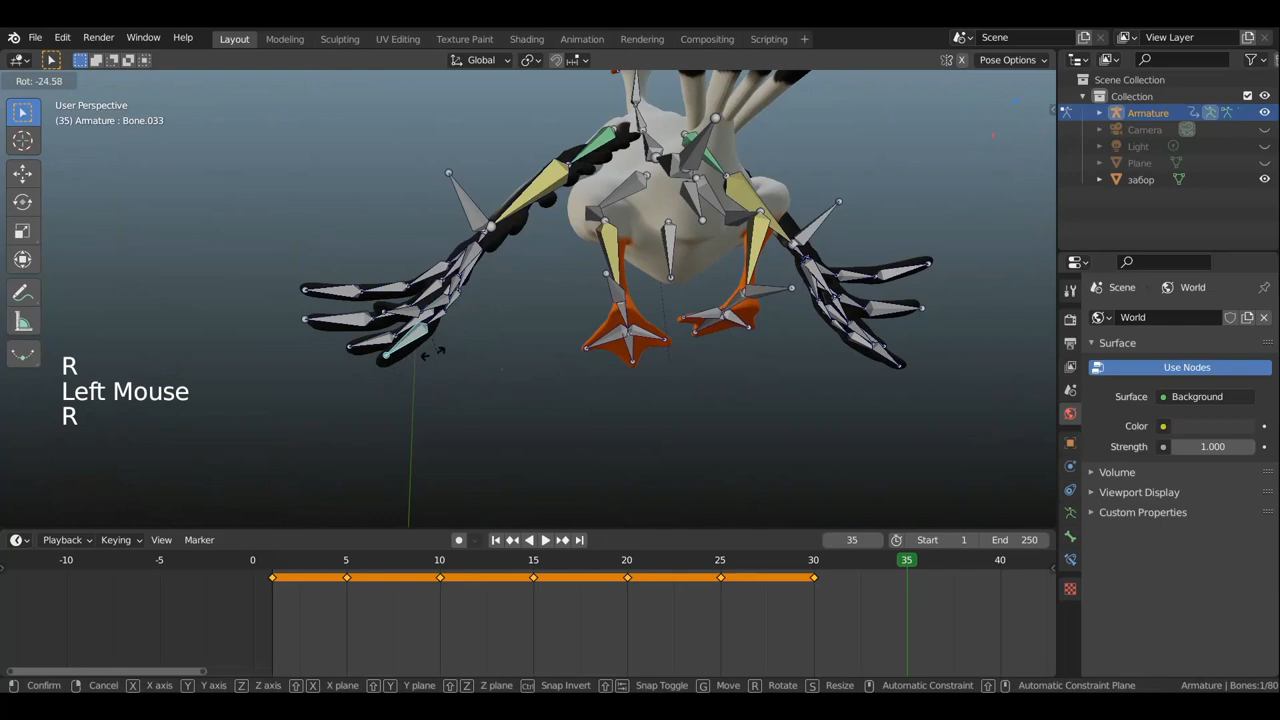 File Edit Render Window Help Layout Modeling Sculpting UV Editing Texture Paint Shading Animation Rendering Compositing Scripting + Scene View Layer
Global Pose Options X
Rot: -24.58
User Perspective
(35) Armature : Bone.033
Scene Collection
Collection
Armature
Camera
Light
Plane
забор
Scene World
World
Surface
Use Nodes
Surface Background
Color
Strength 1.000
Volume
Viewport Display
Custom Properties
R
Left Mouse
R
Playback Keying View Marker 35 Start 1 End 250
-10 -5 0 5 10 15 20 25 30 35 40
Confirm Cancel X X axis Y Y axis Z Z axis X X plane Y Y plane Z Z plane Ctrl Snap Invert Snap Toggle G Move R Rotate S Resize Automatic Constraint Automatic Constraint Plane Armature | Bones:1/80